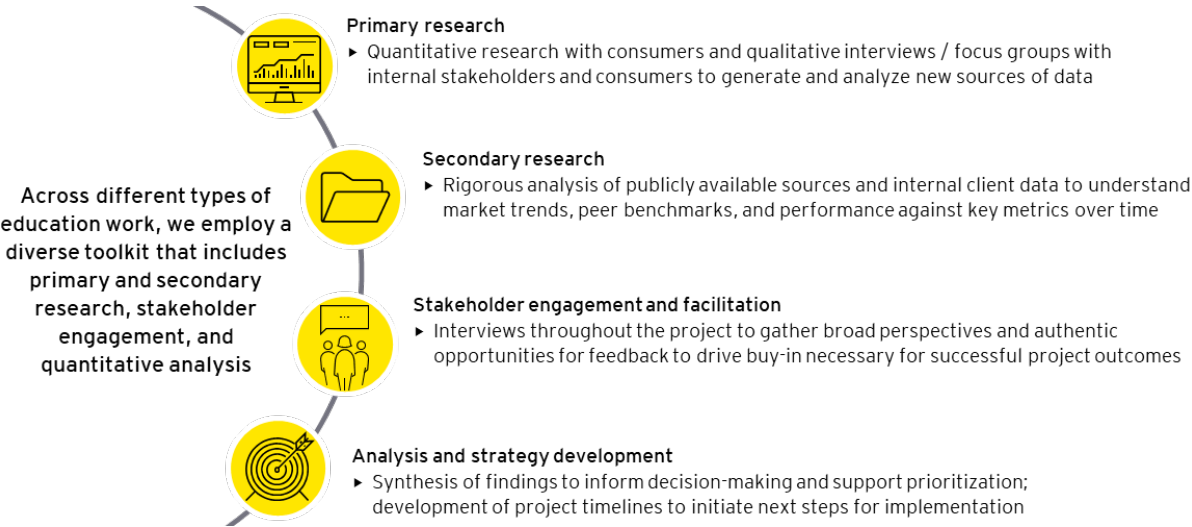 Primary research
▸ Quantitative research with consumers and qualitative interviews / focus groups with
internal stakeholders and consumers to generate and analyze new sources of data
Secondary research
▸ Rigorous analysis of publicly available sources and internal client data to understand
market trends, peer benchmarks, and performance against key metrics over time
Across different types of
education work, we employ a
diverse toolkit that includes
primary and secondary
research, stakeholder
engagement, and
quantitative analysis
Stakeholder engagement and facilitation
▸ Interviews throughout the project to gather broad perspectives and authentic
opportunities for feedback to drive buy-in necessary for successful project outcomes
Analysis and strategy development
▸ Synthesis of findings to inform decision-making and support prioritization;
development of project timelines to initiate next steps for implementation